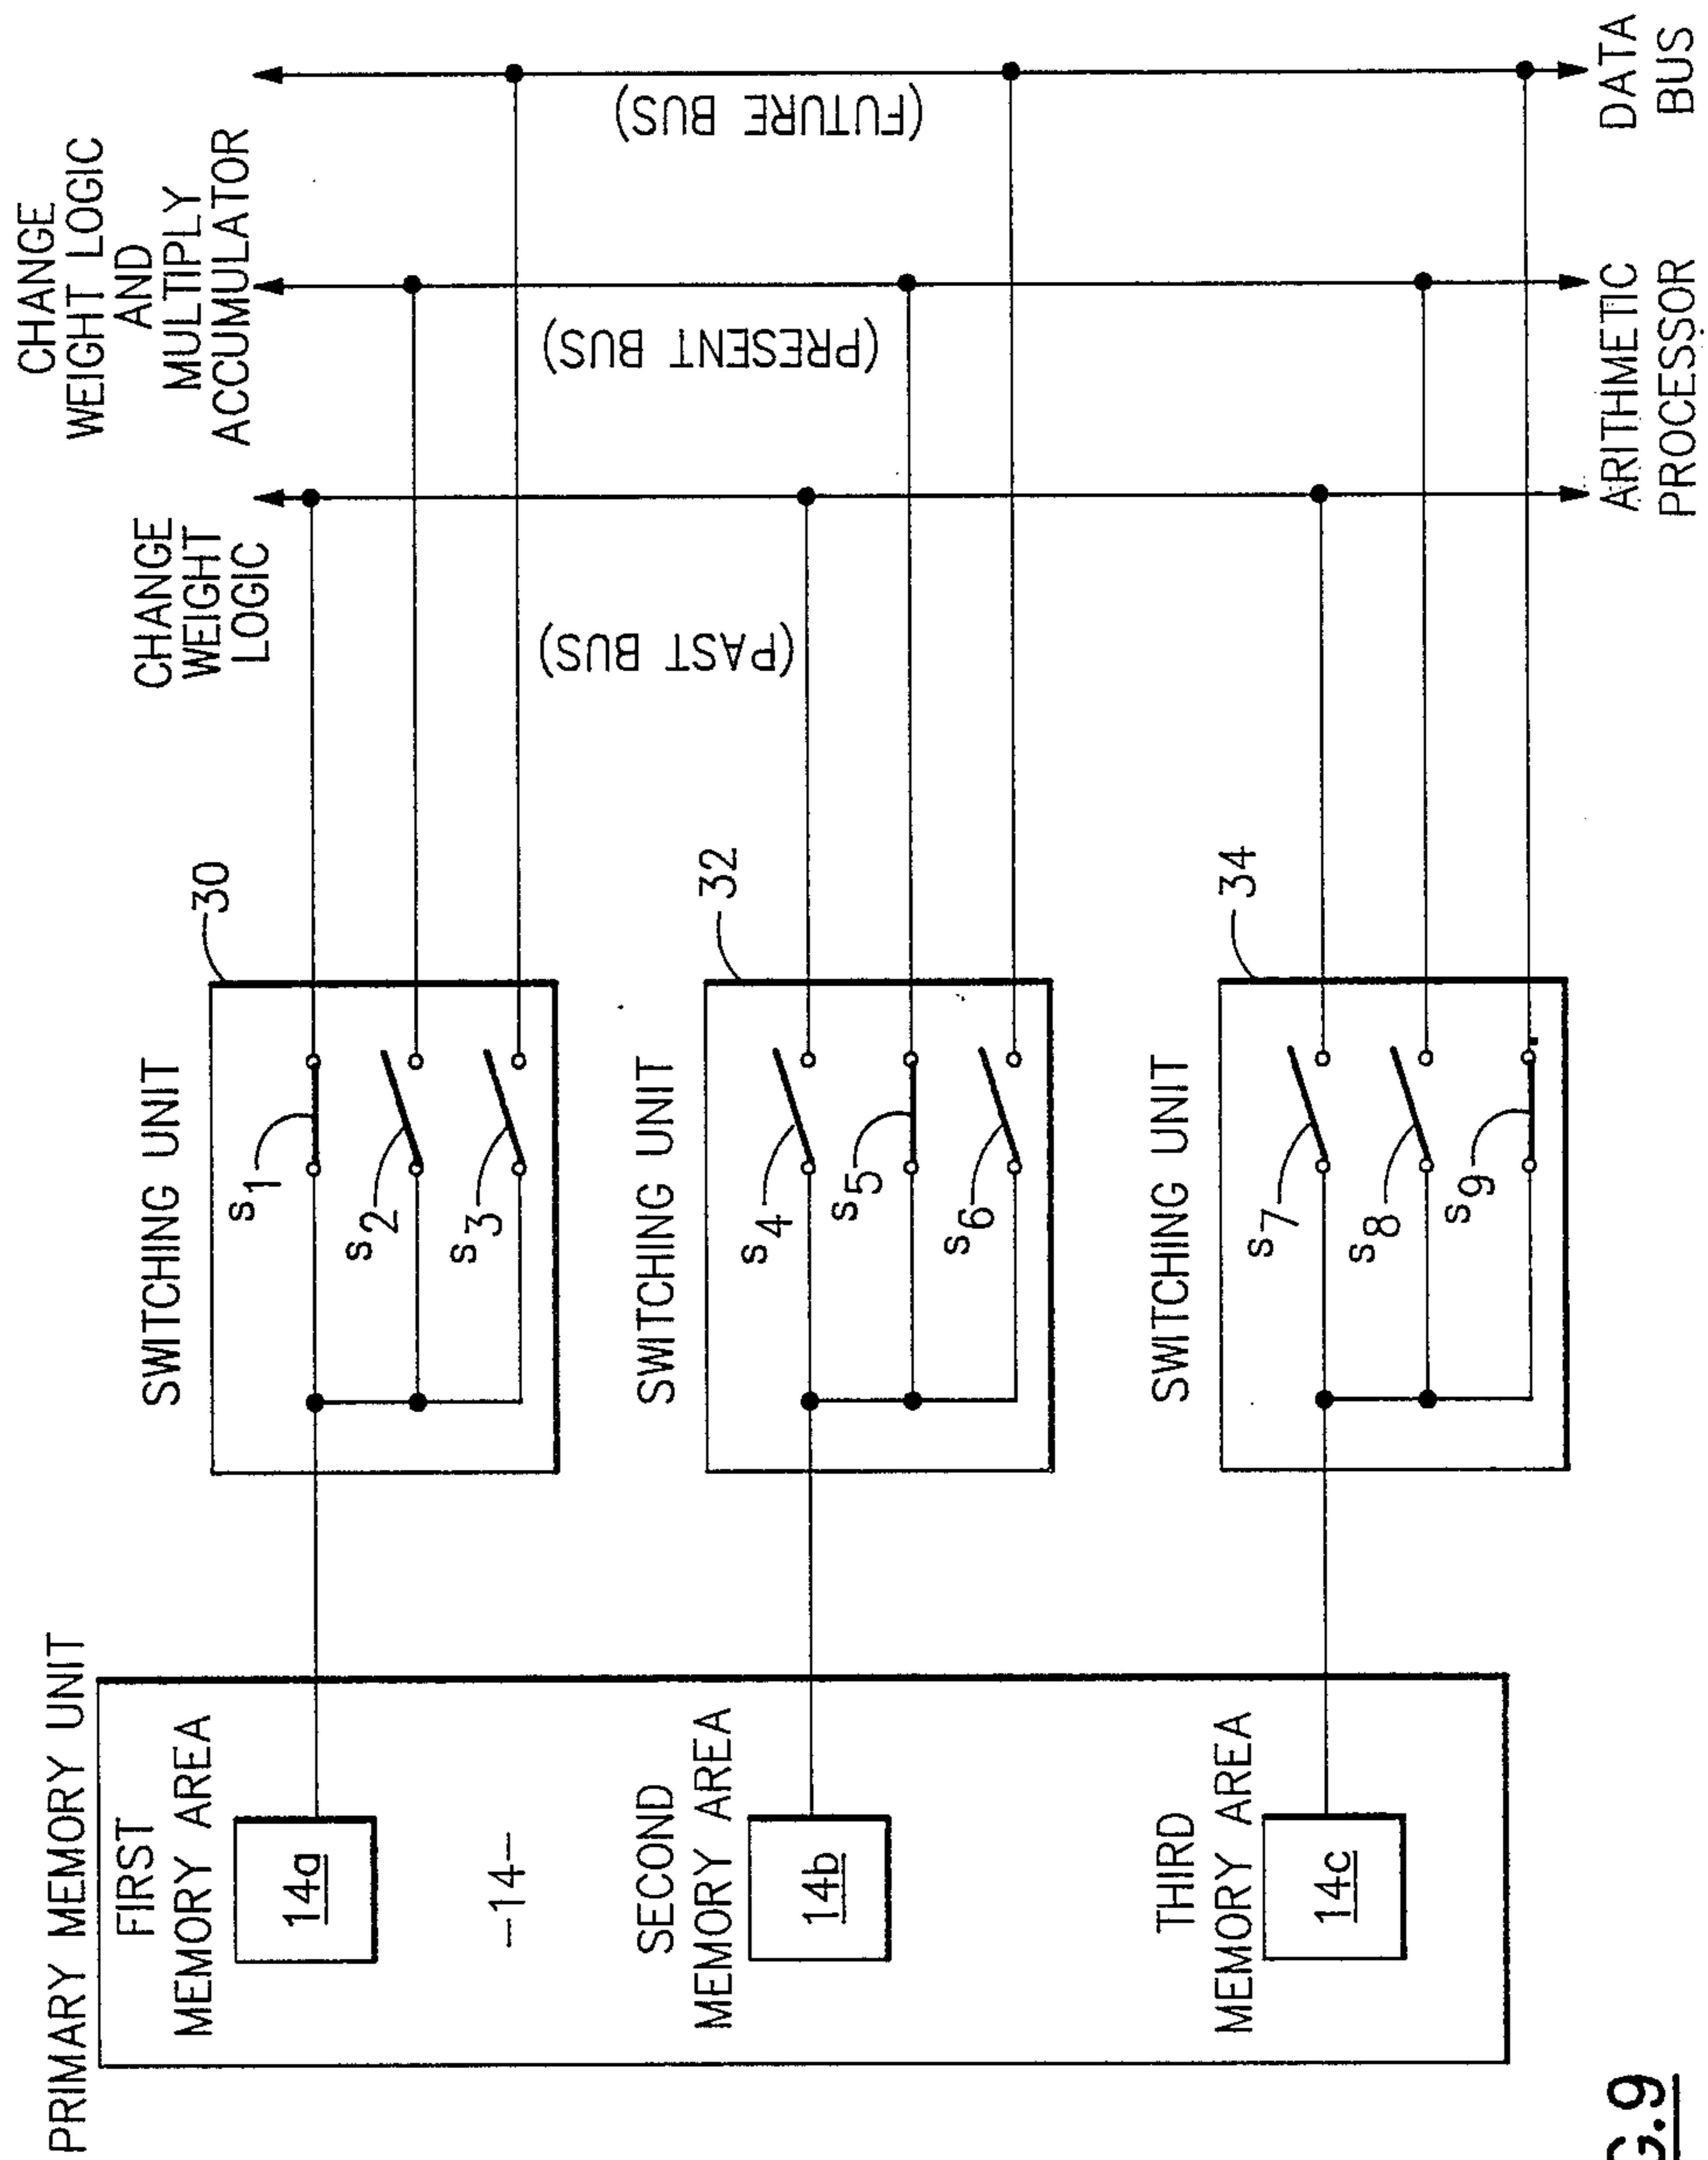 PRIMARY MEMORY UNIT
FIRST
MEMORY AREA
14a
-14-
SECOND
MEMORY AREA
14b
THIRD
MEMORY AREA
14c
SWITCHING UNIT
30
s1
s2
s3
SWITCHING UNIT
32
s4
s5
s6
SWITCHING UNIT
34
s7
s8
s9
CHANGE
WEIGHT
LOGIC
(PAST BUS)
CHANGE
WEIGHT LOGIC
AND
MULTIPLY
ACCUMULATOR
(PRESENT BUS)
(FUTURE BUS)
ARITHMETIC
PROCESSOR
DATA
BUS
G.9